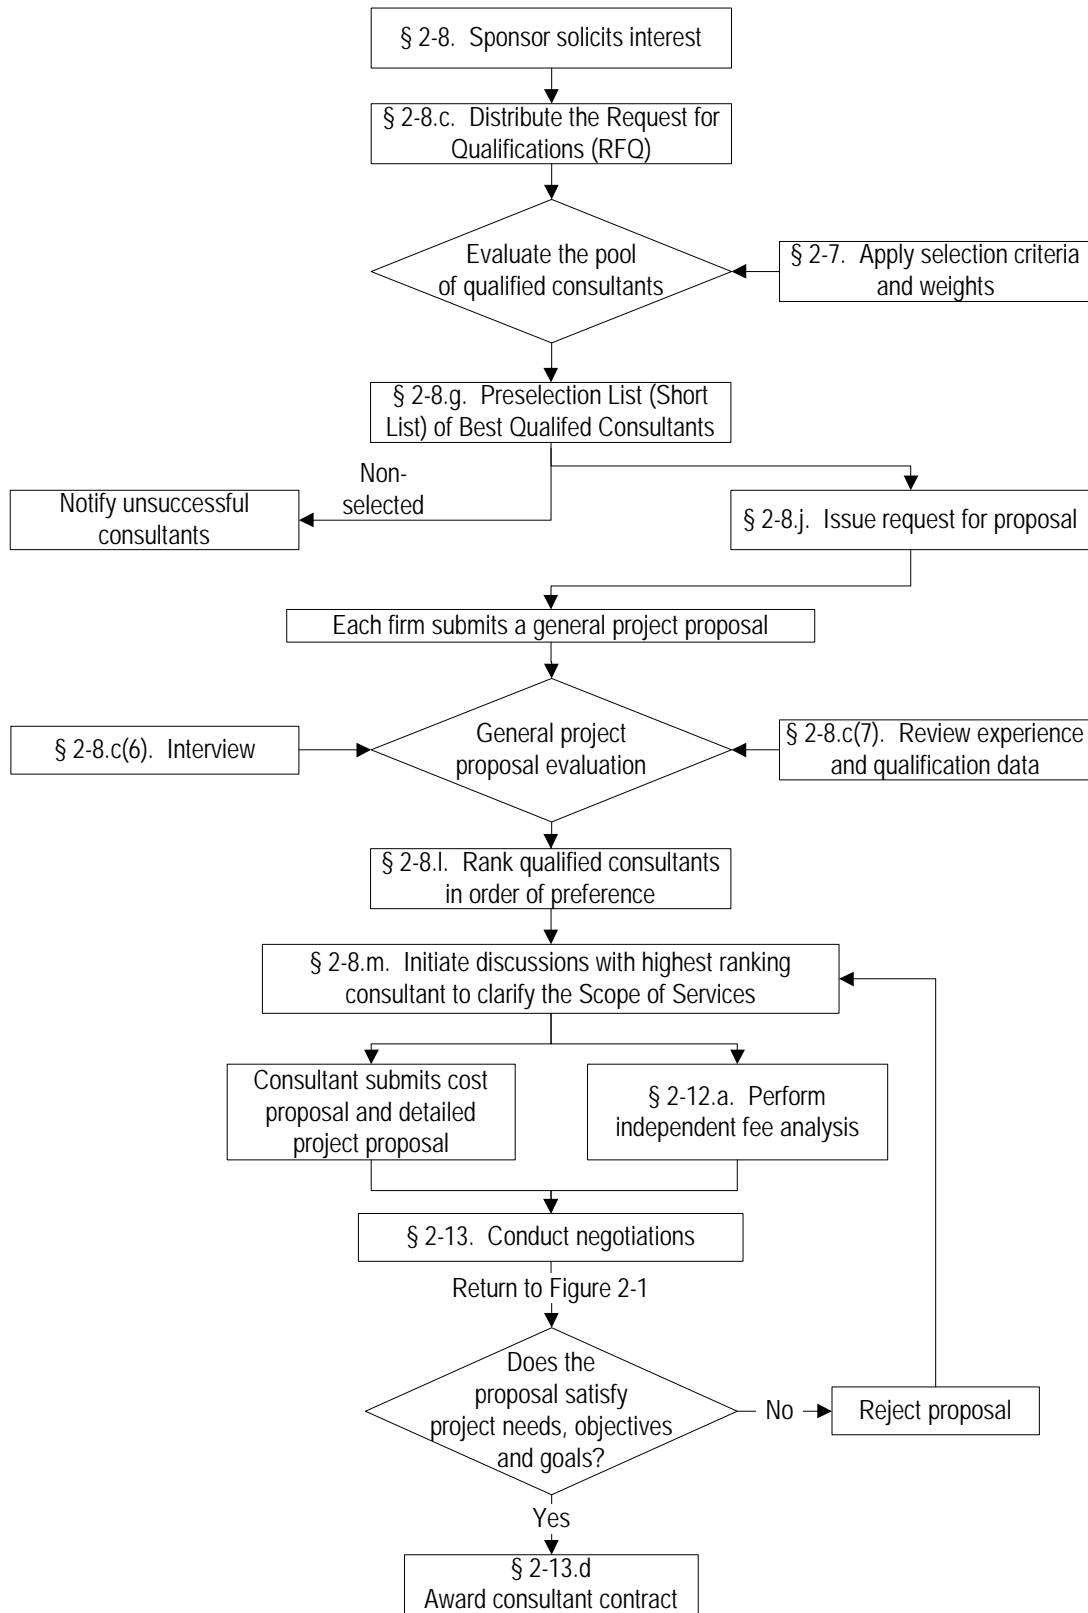 § 2-8.  Sponsor solicits interest
§ 2-8.c.  Distribute the Request for
Qualifications (RFQ)
Evaluate the pool
of qualified consultants
§ 2-7.  Apply selection criteria
and weights
§ 2-8.g.  Preselection List (Short
List) of Best Qualifed Consultants
Non-
selected
Notify unsuccessful
consultants
§ 2-8.j.  Issue request for proposal
Each firm submits a general project proposal
§ 2-8.c(6).  Interview
General project
proposal evaluation
§ 2-8.c(7).  Review experience
and qualification data
§ 2-8.l.  Rank qualified consultants
in order of preference
§ 2-8.m.  Initiate discussions with highest ranking
consultant to clarify the Scope of Services
Consultant submits cost
proposal and detailed
project proposal
§ 2-12.a.  Perform
independent fee analysis
§ 2-13.  Conduct negotiations
Return to Figure 2-1
Does the
proposal satisfy
project needs, objectives
and goals?
No
Reject proposal
Yes
§ 2-13.d
Award consultant contract